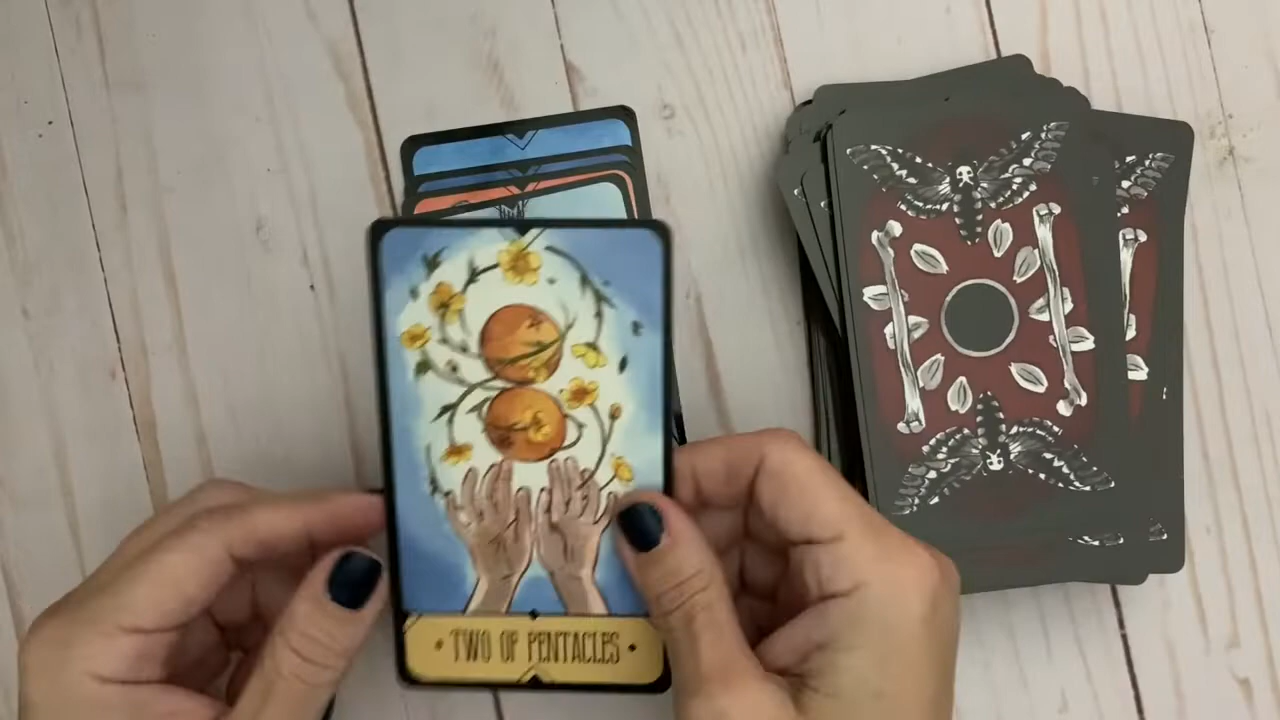 · TWO OF PENTACLES ·